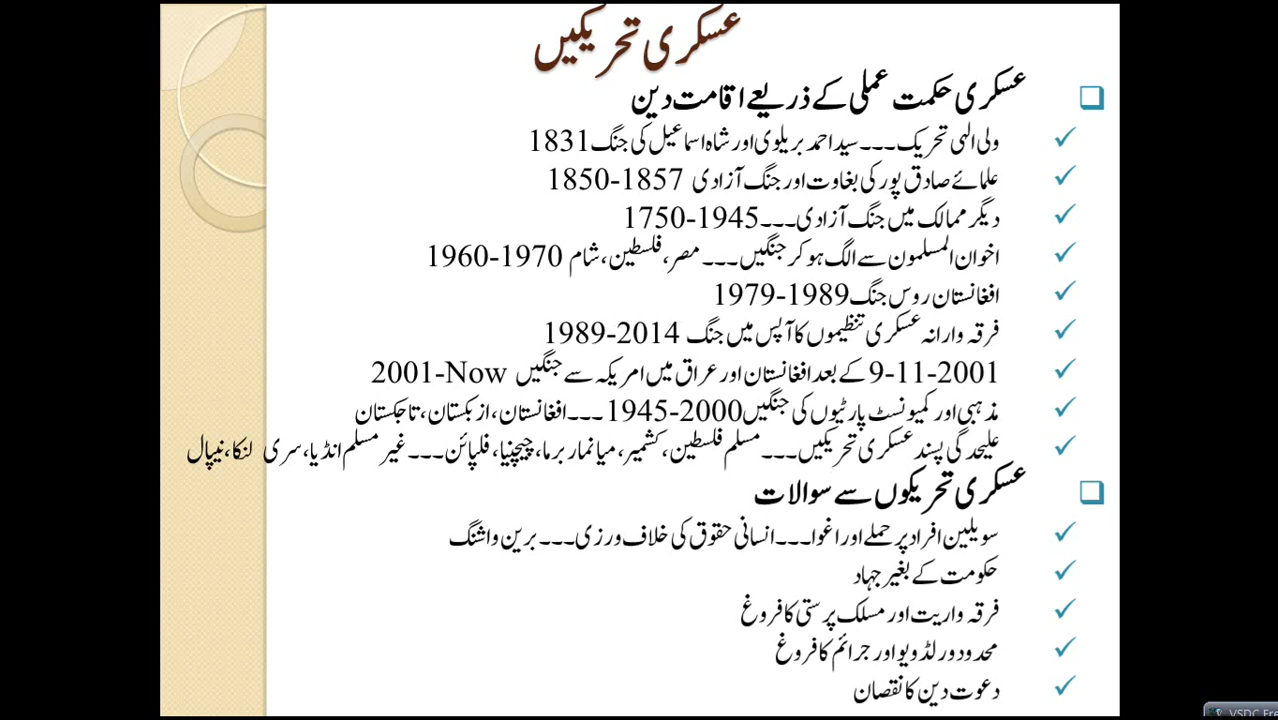 عسکری تحریکیں
عسکری حکمت عملی کے ذریعے اقامت دین
ولی الہی تحریک۔۔۔ سید احمد بریلوی اور شاہ اسماعیل کی جنگ 1831
علمائے صادق پور کی بغاوت اور جنگ آزادی 1857-1850
دیگر ممالک میں جنگ آزادی۔۔۔1945-1750
اخوان المسلمون سے الگ ہو کر جنگیں۔۔۔ مصر، فلسطین، شام 1970-1960
افغانستان روس جنگ 1989-1979
فرقہ وارانہ عسکری تنظیموں کا آپس میں جنگ 2014-1989
9-11-2001 کے بعد افغانستان اور عراق میں امریکہ سے جنگیں 2001-Now
مذہبی اور کمیونسٹ پارٹیوں کی جنگیں 2000-1945۔۔۔ افغانستان، ازبکستان، تاجکستان
علیحدگی پسند عسکری تحریکیں۔۔۔ مسلم فلسطین، کشمیر، میانمار برما، چیچنیا، فلپائن۔۔۔ غیر مسلم انڈیا، سری لنکا، نیپال
عسکری تحریکوں سے سوالات
سویلین افراد پر حملے اور اغوا۔۔۔ انسانی حقوق کی خلاف ورزی۔۔۔ برین واشنگ
حکومت کے بغیر جہاد
فرقہ واریت اور مسلک پرستی کا فروغ
محدود ورلڈ ویو اور جرائم کا فروغ
دعوت دین کا نقصان
VSDC Fre